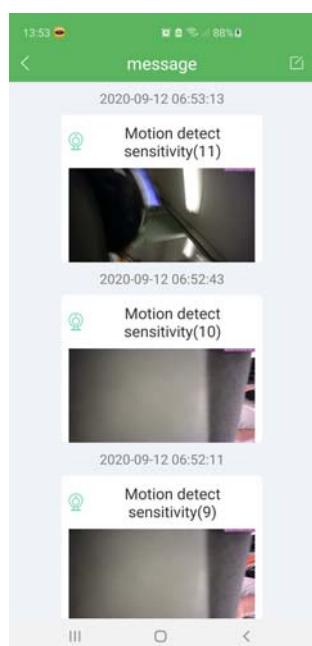 13:53
88%
message
2020-09-12 06:53:13
Motion detect
sensitivity(11)
2020-09-12 06:52:43
Motion detect
sensitivity(10)
2020-09-12 06:52:11
Motion detect
sensitivity(9)